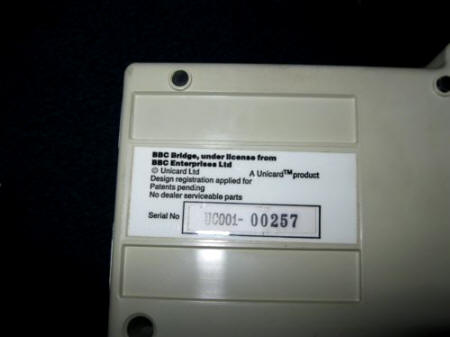 BBC Bridge, under license from
BBC Enterprises Ltd
© Unicard Ltd A Unicard™ product
Design registration applied for
Patents pending
No dealer serviceable parts
Serial No UC001- 00257